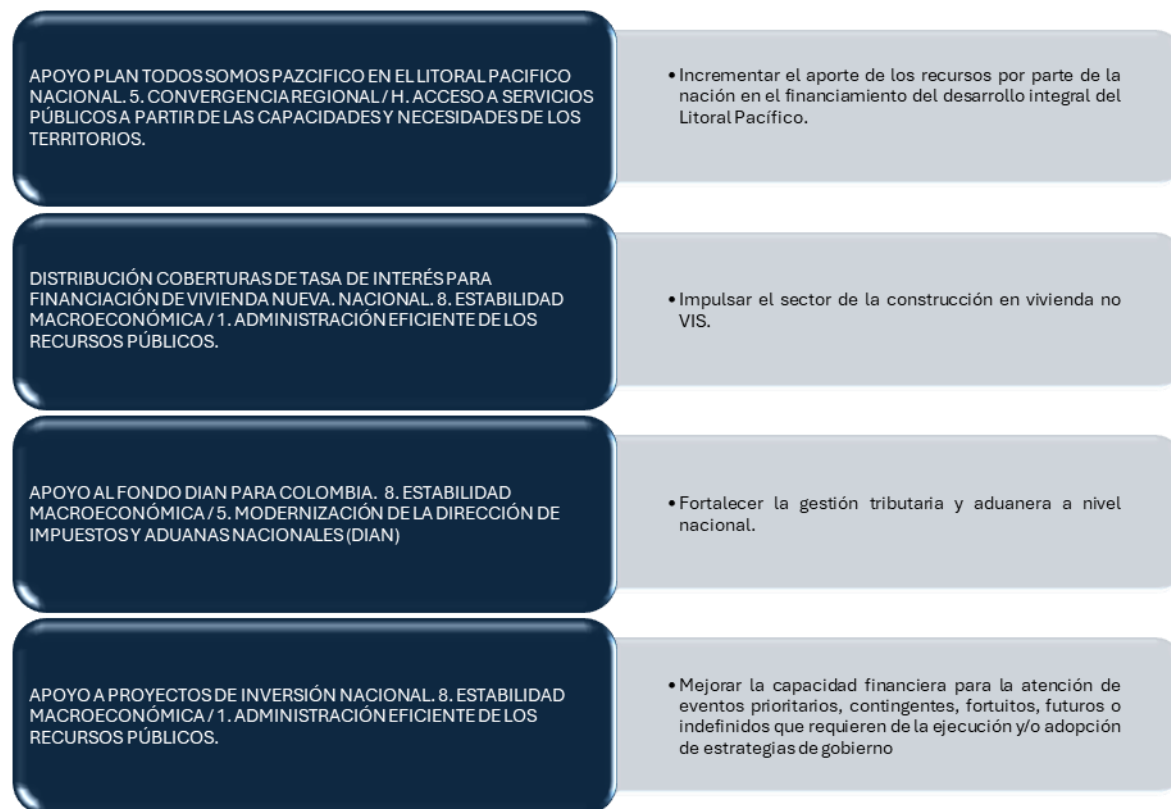 APOYO PLAN TODOS SOMOS PAZCIFICO EN EL LITORAL PACIFICO
NACIONAL. 5. CONVERGENCIA REGIONAL / H. ACCESO A SERVICIOS
PÚBLICOS A PARTIR DE LAS CAPACIDADES Y NECESIDADES DE LOS
TERRITORIOS.
• Incrementar el aporte de los recursos por parte de la
nación en el financiamiento del desarrollo integral del
Litoral Pacífico.
DISTRIBUCIÓN COBERTURAS DE TASA DE INTERÉS PARA
FINANCIACIÓN DE VIVIENDA NUEVA. NACIONAL. 8. ESTABILIDAD
MACROECONÓMICA / 1. ADMINISTRACIÓN EFICIENTE DE LOS
RECURSOS PÚBLICOS.
• Impulsar el sector de la construcción en vivienda no
VIS.
APOYO AL FONDO DIAN PARA COLOMBIA. 8. ESTABILIDAD
MACROECONÓMICA / 5. MODERNIZACIÓN DE LA DIRECCIÓN DE
IMPUESTOS Y ADUANAS NACIONALES (DIAN)
• Fortalecer la gestión tributaria y aduanera a nivel
nacional.
APOYO A PROYECTOS DE INVERSIÓN NACIONAL. 8. ESTABILIDAD
MACROECONÓMICA / 1. ADMINISTRACIÓN EFICIENTE DE LOS
RECURSOS PÚBLICOS.
• Mejorar la capacidad financiera para la atención de
eventos prioritarios, contingentes, fortuitos, futuros o
indefinidos que requieren de la ejecución y/o adopción
de estrategias de gobierno